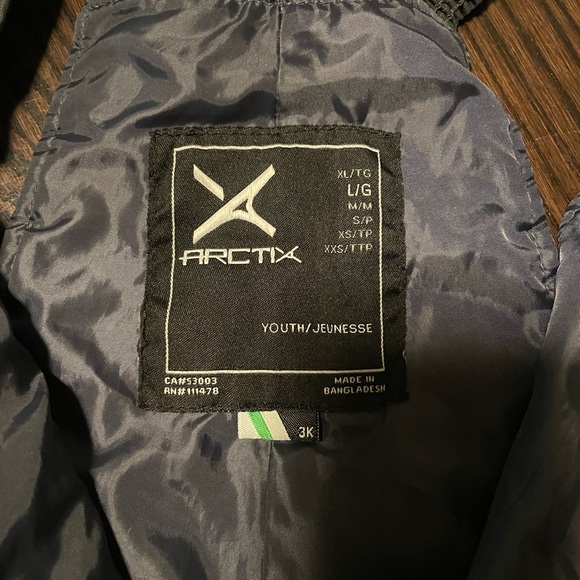 XL/TG
L/G
M/M
S/P
XS/TP
XXS/TTP
ARCTIX
YOUTH/JEUNESSE
CA#53003
RN#111478
MADE IN
BANGLADESH
3K